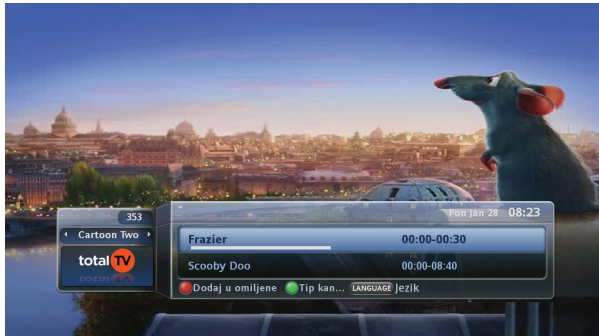 353
Pon Jan 28 08:23
Cartoon Two
Frazier 00:00-00:30
total TV
Scooby Doo 00:00-08:40
Dodaj u omiljene Tip kan... LANGUAGE Jezik